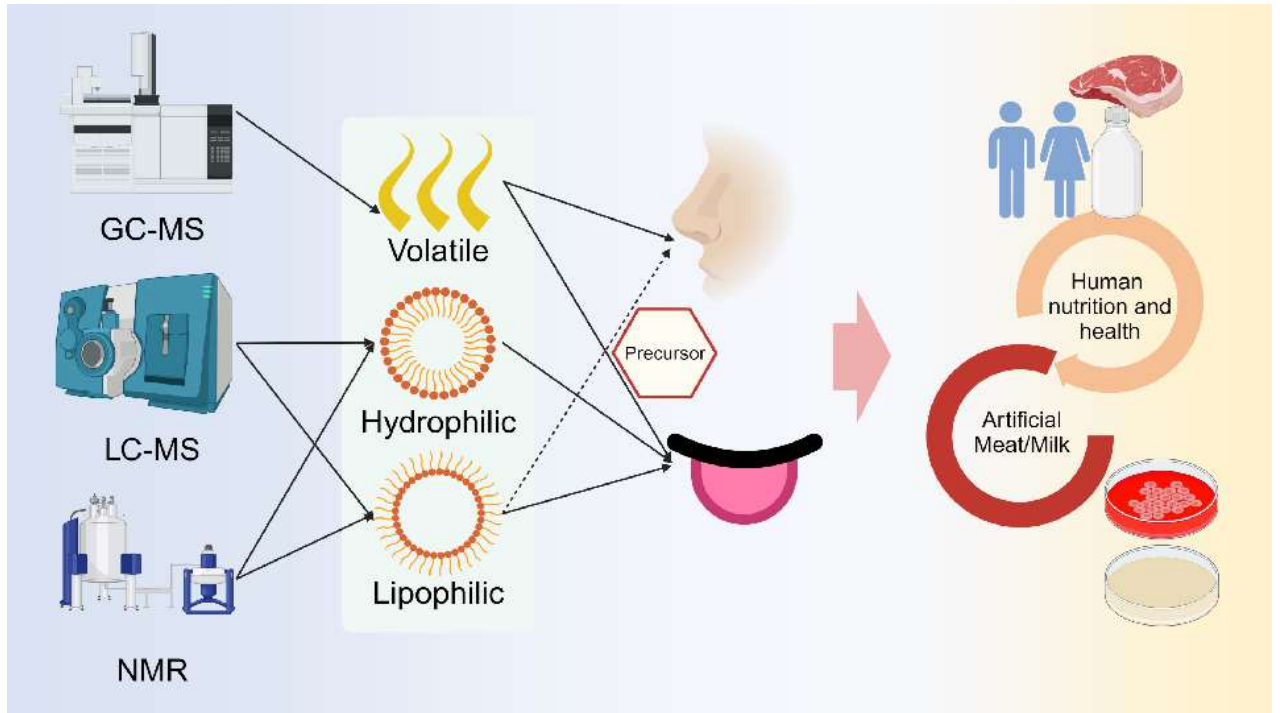 GC-MS
LC-MS
NMR
Volatile
Hydrophilic
Lipophilic
Precursor
Human
nutrition and
health
Artificial
Meat/Milk